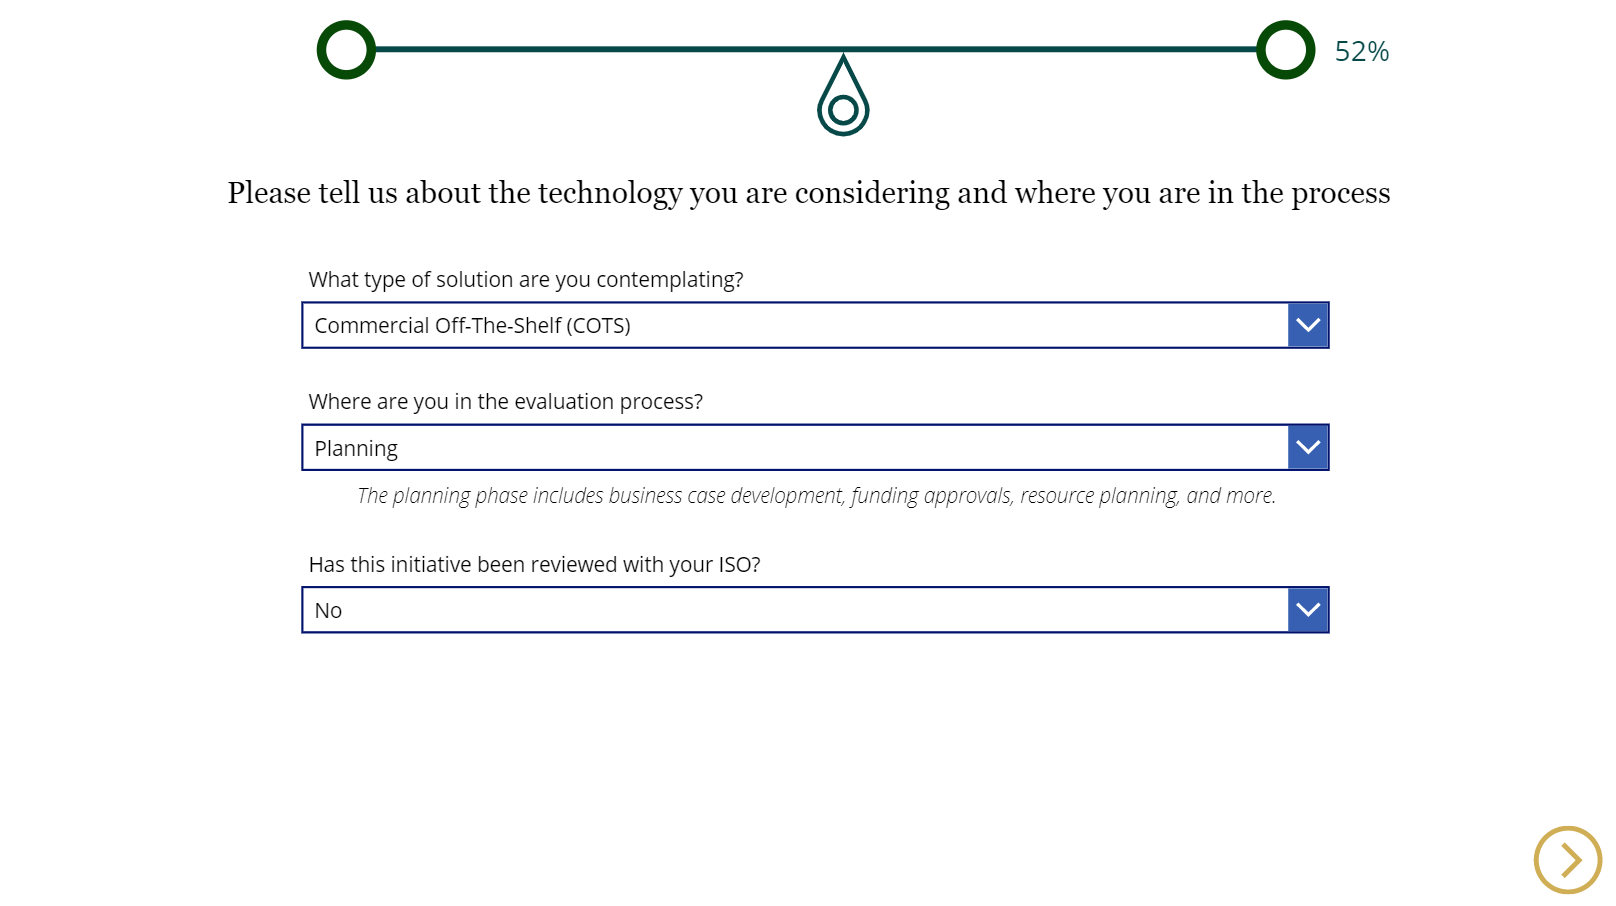 52%
Please tell us about the technology you are considering and where you are in the process
What type of solution are you contemplating?
Commercial Off-The-Shelf (COTS)
Where are you in the evaluation process?
Planning
The planning phase includes business case development, funding approvals, resource planning, and more.
Has this initiative been reviewed with your ISO?
No